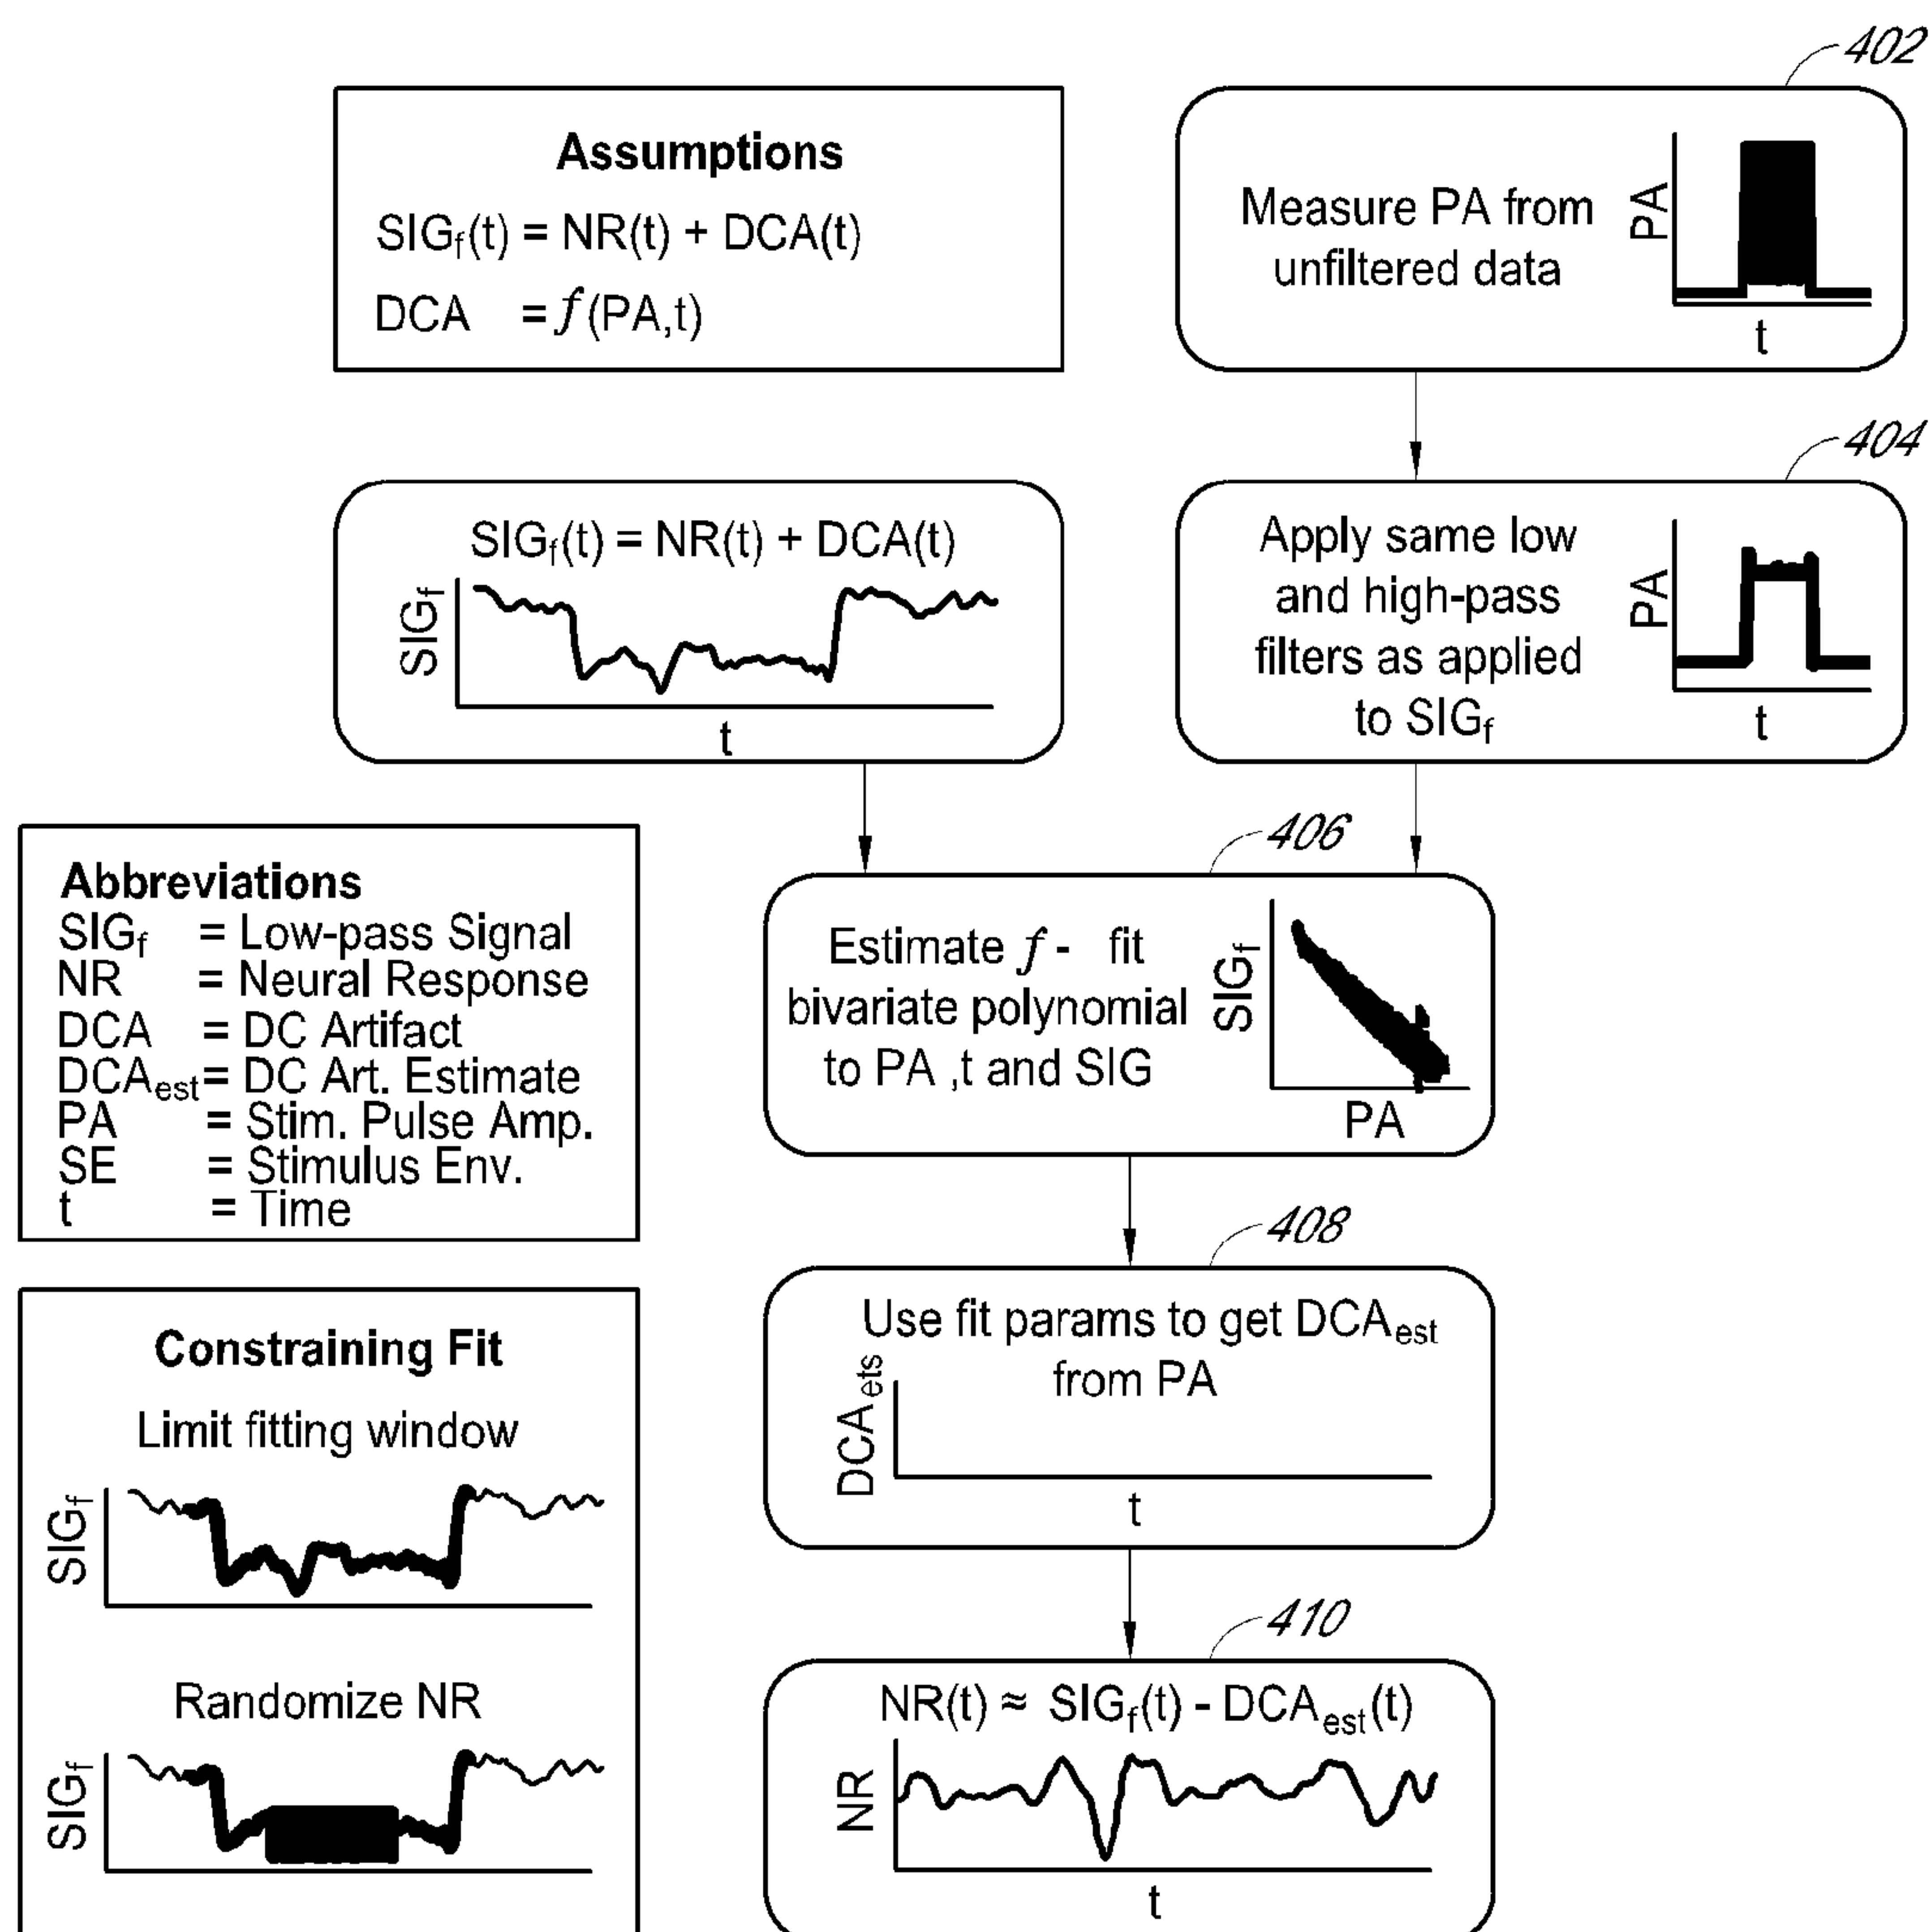 402
Assumptions
SIGf(t) = NR(t) + DCA(t)
DCA = f(PA,t)
Measure PA from
unfiltered data
PA
t
404
SIGf(t) = NR(t) + DCA(t)
SIGf
t
Apply same low
and high-pass
filters as applied
to SIGf
PA
t
406
Abbreviations
SIGf = Low-pass Signal
NR = Neural Response
DCA = DC Artifact
DCAest = DC Art. Estimate
PA = Stim. Pulse Amp.
SE = Stimulus Env.
t = Time
Estimate f - fit
bivariate polynomial
to PA ,t and SIG
SIGf
PA
408
Use fit params to get DCAest
from PA
DCAets
t
Constraining Fit
Limit fitting window
SIGf
Randomize NR
SIGf
410
NR(t) ≈ SIGf(t) - DCAest(t)
NR
t